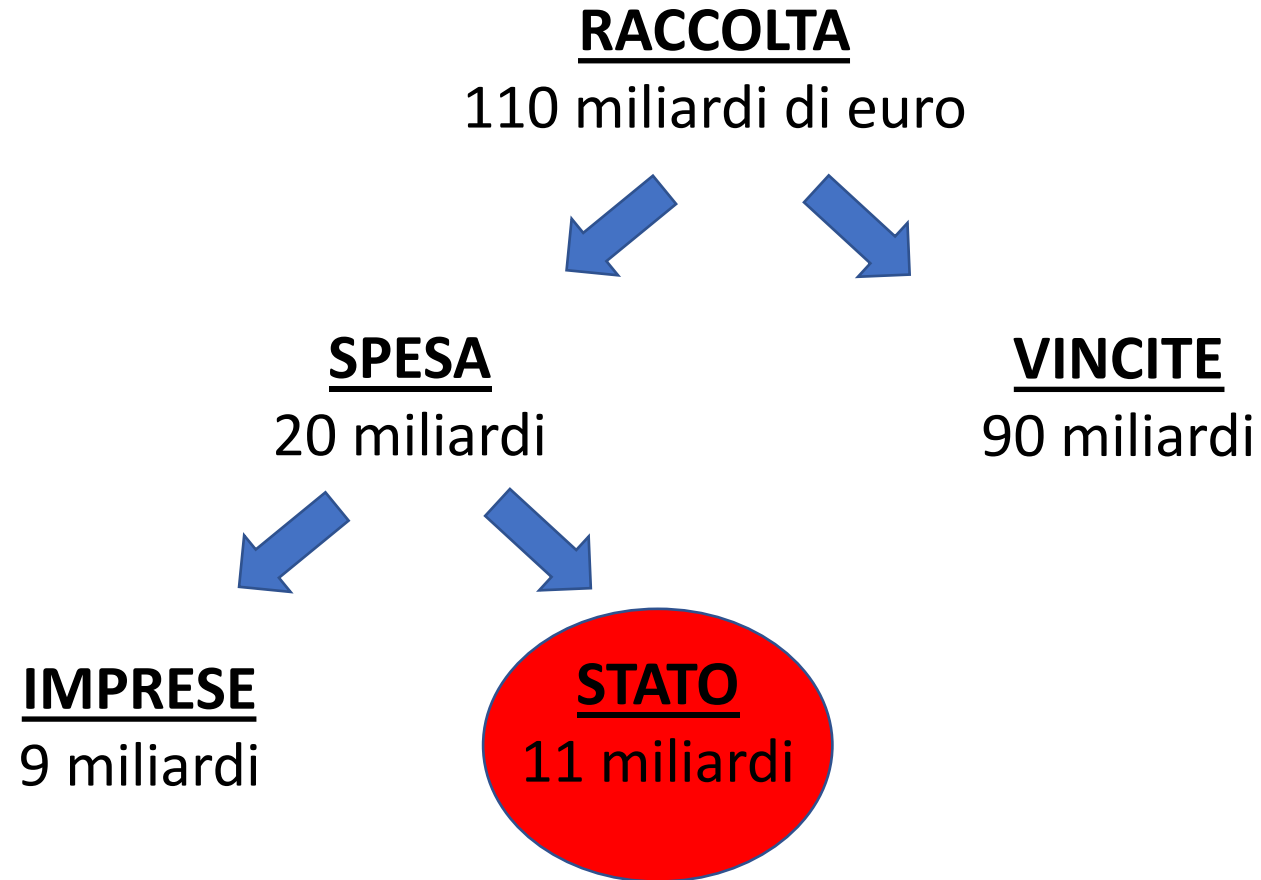 RACCOLTA
110 miliardi di euro
SPESA
20 miliardi
VINCITE
90 miliardi
IMPRESE
9 miliardi
STATO
11 miliardi